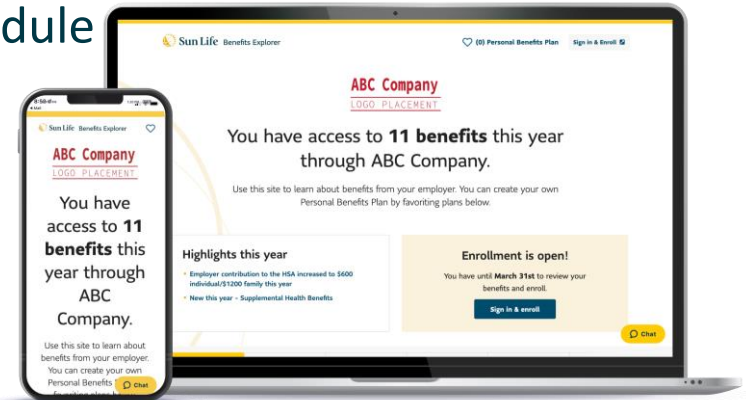 dule
Sun Life Benefits Explorer
(0) Personal Benefits Plan Sign in & Enroll
ABC Company
LOGO PLACEMENT
You have access to 11 benefits this year
through ABC Company.
Use this site to learn about benefits from your employer. You can create your own
Personal Benefits Plan by favoriting plans below.
Highlights this year
Employer contribution to the HSA increased to $600
individual/$1200 family this year
New this year – Supplemental Health Benefits
Enrollment is open!
You have until March 31st to review your
benefits and enroll.
Sign in & enroll
Chat
Sun Life Benefits Explorer
ABC Company
LOGO PLACEMENT
You have
access to 11
benefits this
year through
ABC
Company.
Use this site to learn about
benefits from your employer.
You can create your own
Personal Benefits
Chat